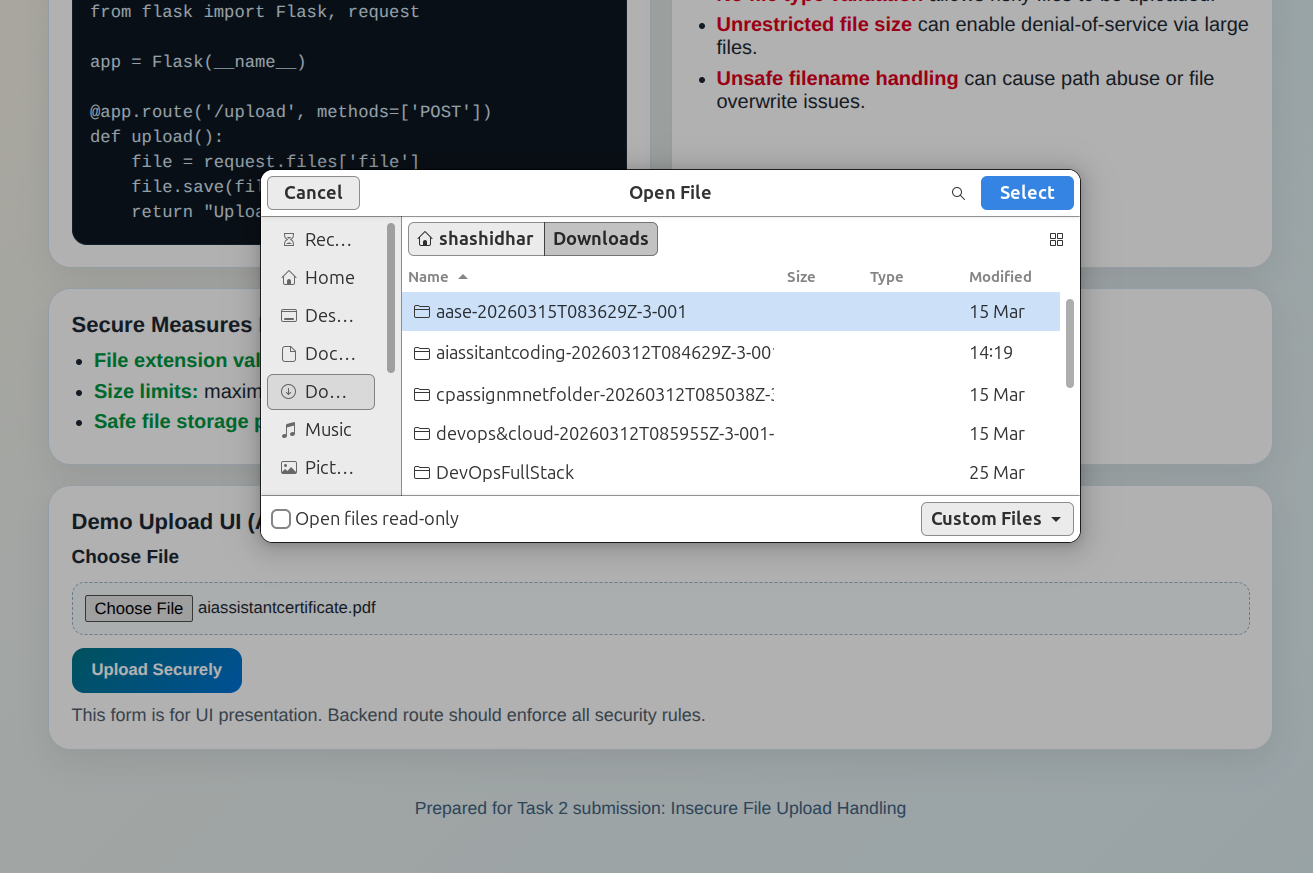 from flask import Flask, request
app = Flask(__name__)
@app.route('/upload', methods=['POST'])
def upload():
file = request.files['file']
file.save(
return
Unrestricted file size can enable denial-of-service via large
files.
Unsafe filename handling can cause path abuse or file
overwrite issues.
Cancel
Open File
Select
Rec...
Home
Des...
Doc...
Do...
Music
Pict...
shashidhar
Downloads
Name
Size
Type
Modified
aase-20260315T083629Z-3-001
15 Mar
aiassitantcoding-20260312T084629Z-3-00
14:19
cpassignmnetfolder-20260312T085038Z-
15 Mar
devops&cloud-20260312T085955Z-3-001-
15 Mar
DevOpsFullStack
25 Mar
Open files read-only
Custom Files
Secure Measures
File extension
Size limits:
Safe file storage
Demo Upload UI
Choose File
Choose File
aiassistantcertificate.pdf
Upload Securely
This form is for UI presentation. Backend route should enforce all security rules.
Prepared for Task 2 submission: Insecure File Upload Handling